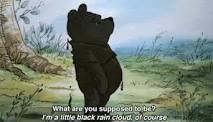 What are you supposed to be?
I'm a little black rain cloud, of course